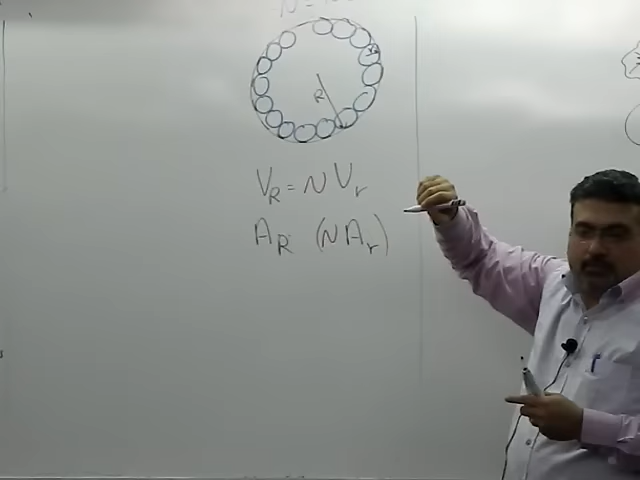 R
V_R = N V_r
A_R (N A_r)